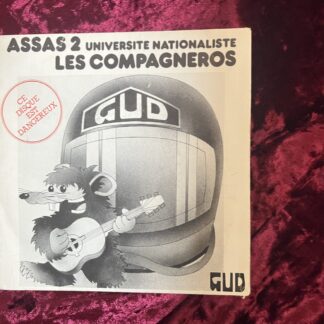 ASSAS 2 UNIVERSITE NATIONALISTE
LES COMPAGNEROS
CE
DISQUE
EST
DANGEREUX
GUD
GUD